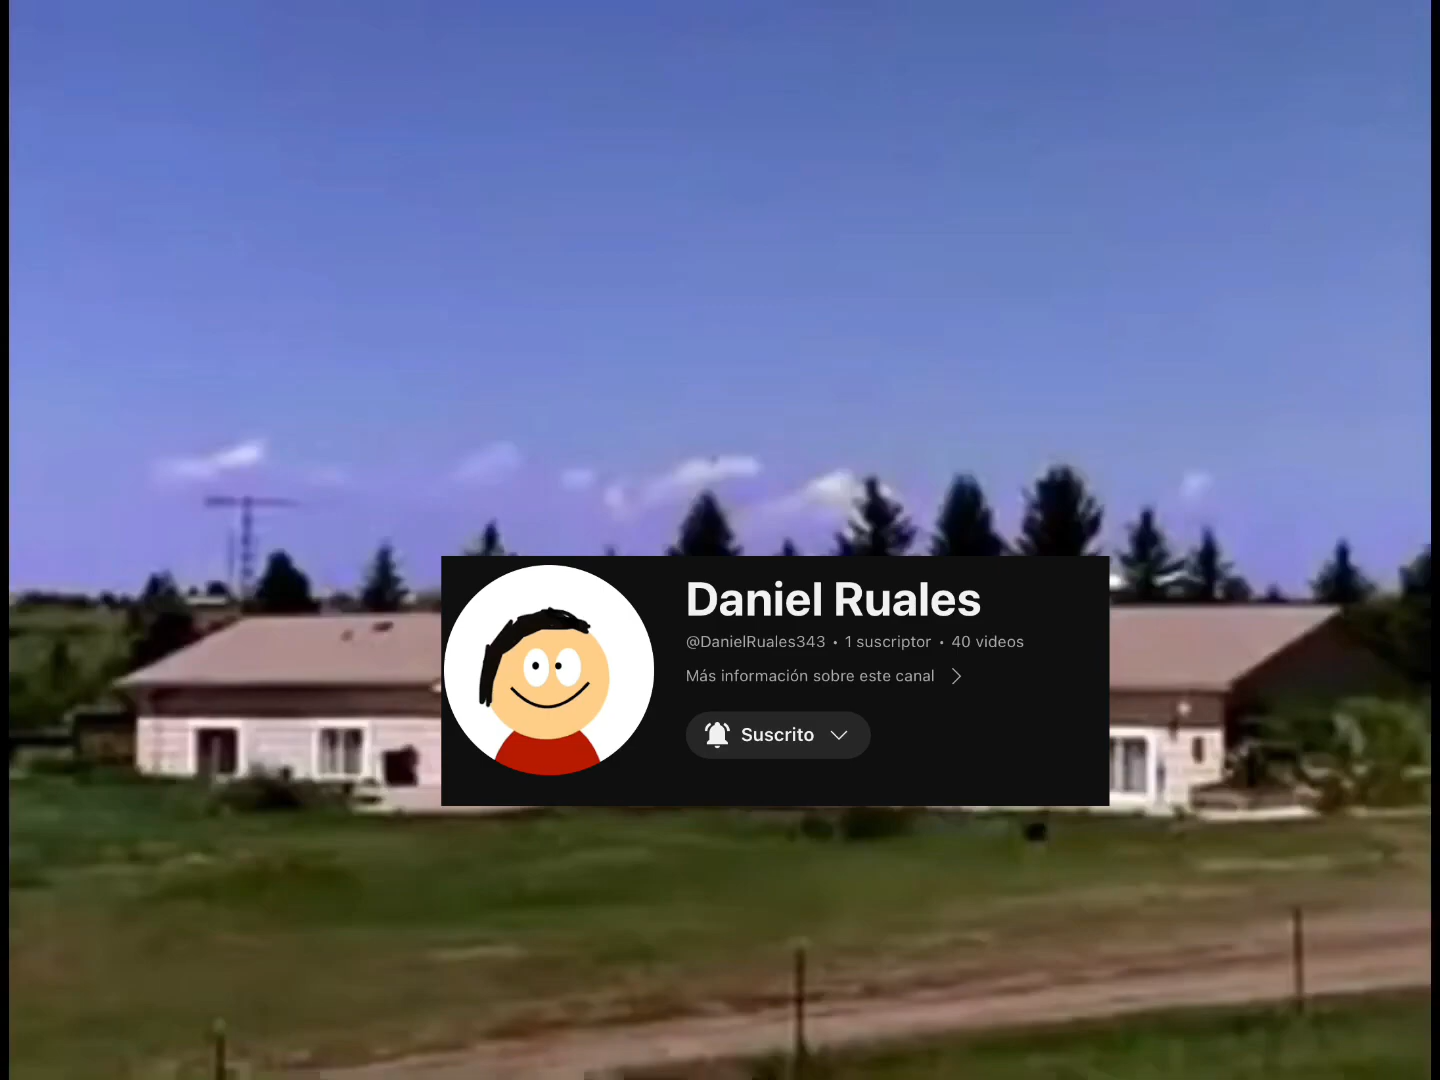 Daniel Ruales
@DanielRuales343 • 1 suscriptor • 40 videos
Más información sobre este canal
Suscrito